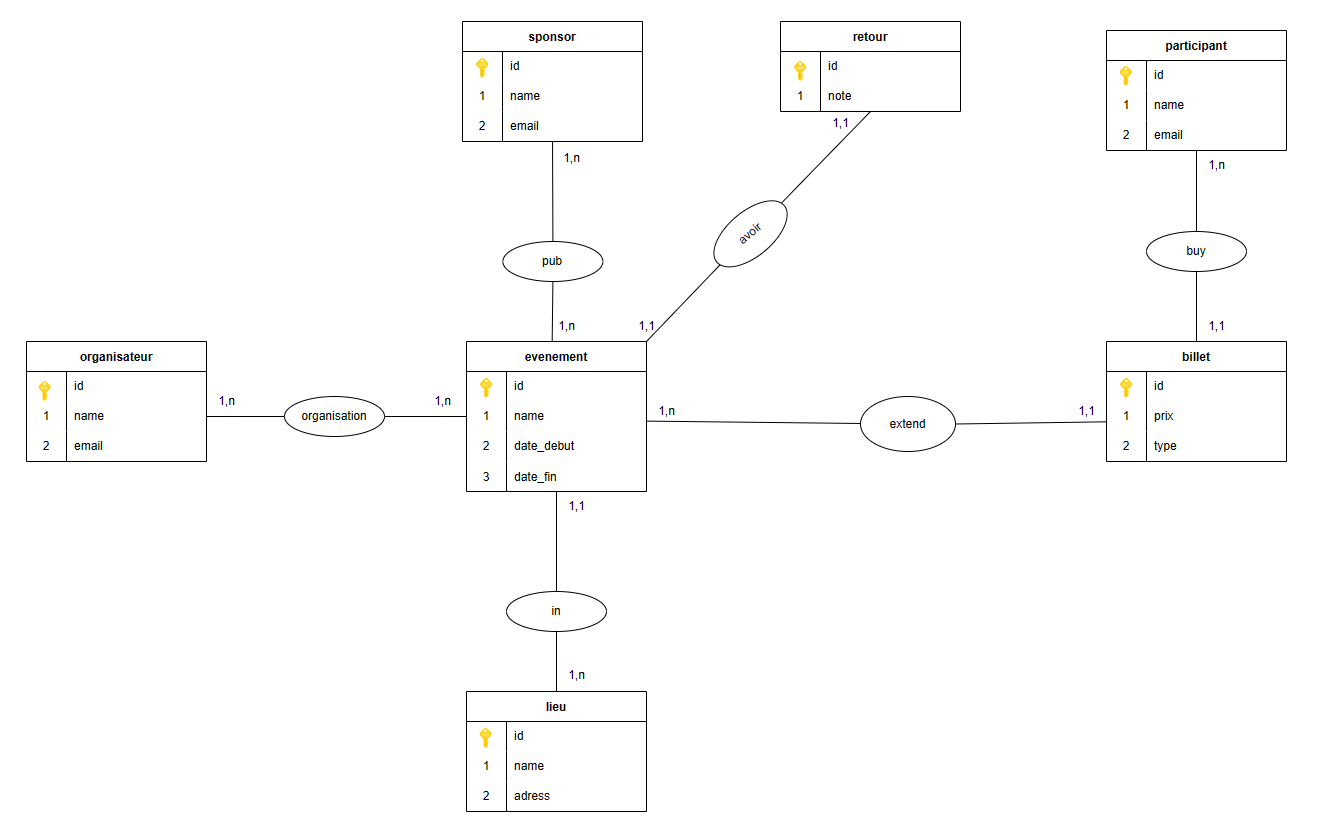 sponsor
id
1 name
2 email
1,n
pub
1,n
retour
id
1 note
1,1
avoir
1,1
participant
id
1 name
2 email
1,n
buy
1,1
organisateur
id
1 name
2 email
1,n
organisation
1,n
evenement
id
1 name
2 date_debut
3 date_fin
1,n
extend
1,1
billet
id
1 prix
2 type
1,1
in
1,n
lieu
id
1 name
2 adress